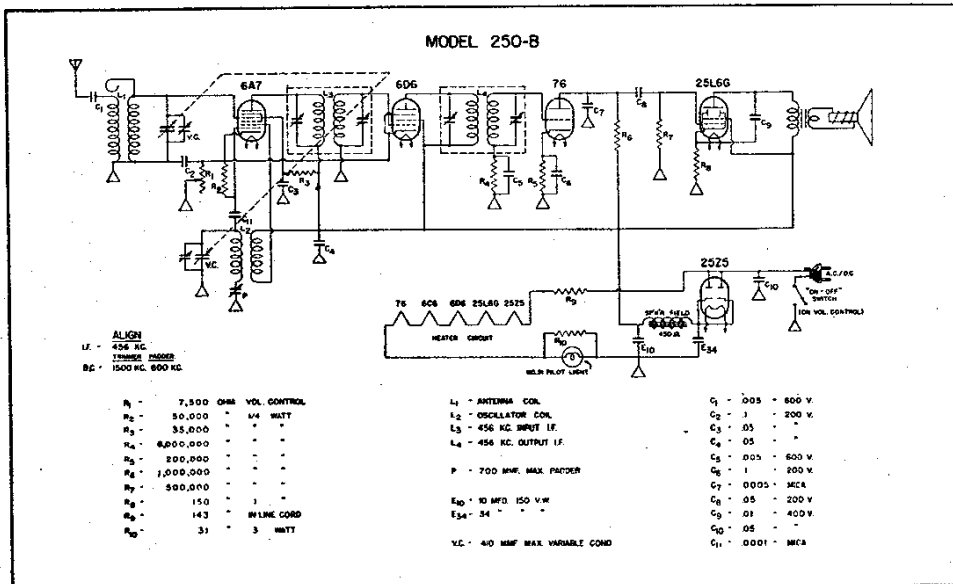 MODEL 250-B
6A7
6D6
76
25L6G
C1
L1
V.C.
L3
L4
C7
C8
C9
R6
R7
R8
C2
R1
R2
C3
R3
C11
L2
C4
R4
C5
R5
C6
V.C.
P
25Z5
C10
A.C./D.C.
"ON-OFF"
SWITCH
(ON VOL. CONTROL)
76 6C6 6D6 25L6G 25Z5
R9
HEATER CIRCUIT
SPK'R FIELD
450 Ω
R10
E10
E34
NO.51 PILOT LIGHT
ALIGN
I.F. - 456 KC.
TRIMMER PADDER
B.C. - 1500 KC. 600 KC.
R1 - 7,500 OHM VOL. CONTROL
R2 - 50,000 " 1/4 WATT
R3 - 35,000 " " "
R4 - 6,000,000 " " "
R5 - 200,000 " " "
R6 - 1,000,000 " " "
R7 - 500,000 " " "
R8 - 150 " 1 "
R9 - 143 " IN LINE CORD
R10 - 31 " 3 WATT
L1 - ANTENNA COIL
L2 - OSCILLATOR COIL
L3 - 456 KC. INPUT I.F.
L4 - 456 KC. OUTPUT I.F.
P - 700 MMF. MAX. PADDER
E10 - 10 MFD. 150 V.W.
E34 - 34 " " "
V.C. - 410 MMF MAX. VARIABLE COND
C1 - .005 - 600 V.
C2 - .1 - 200 V.
C3 - .05 - "
C4 - .05 - "
C5 - .005 - 600 V.
C6 - .1 - 200 V.
C7 - .0005 - MICA
C8 - .05 - 200 V
C9 - .01 - 400 V.
C10 - .05 - "
C11 - .0001 - MICA